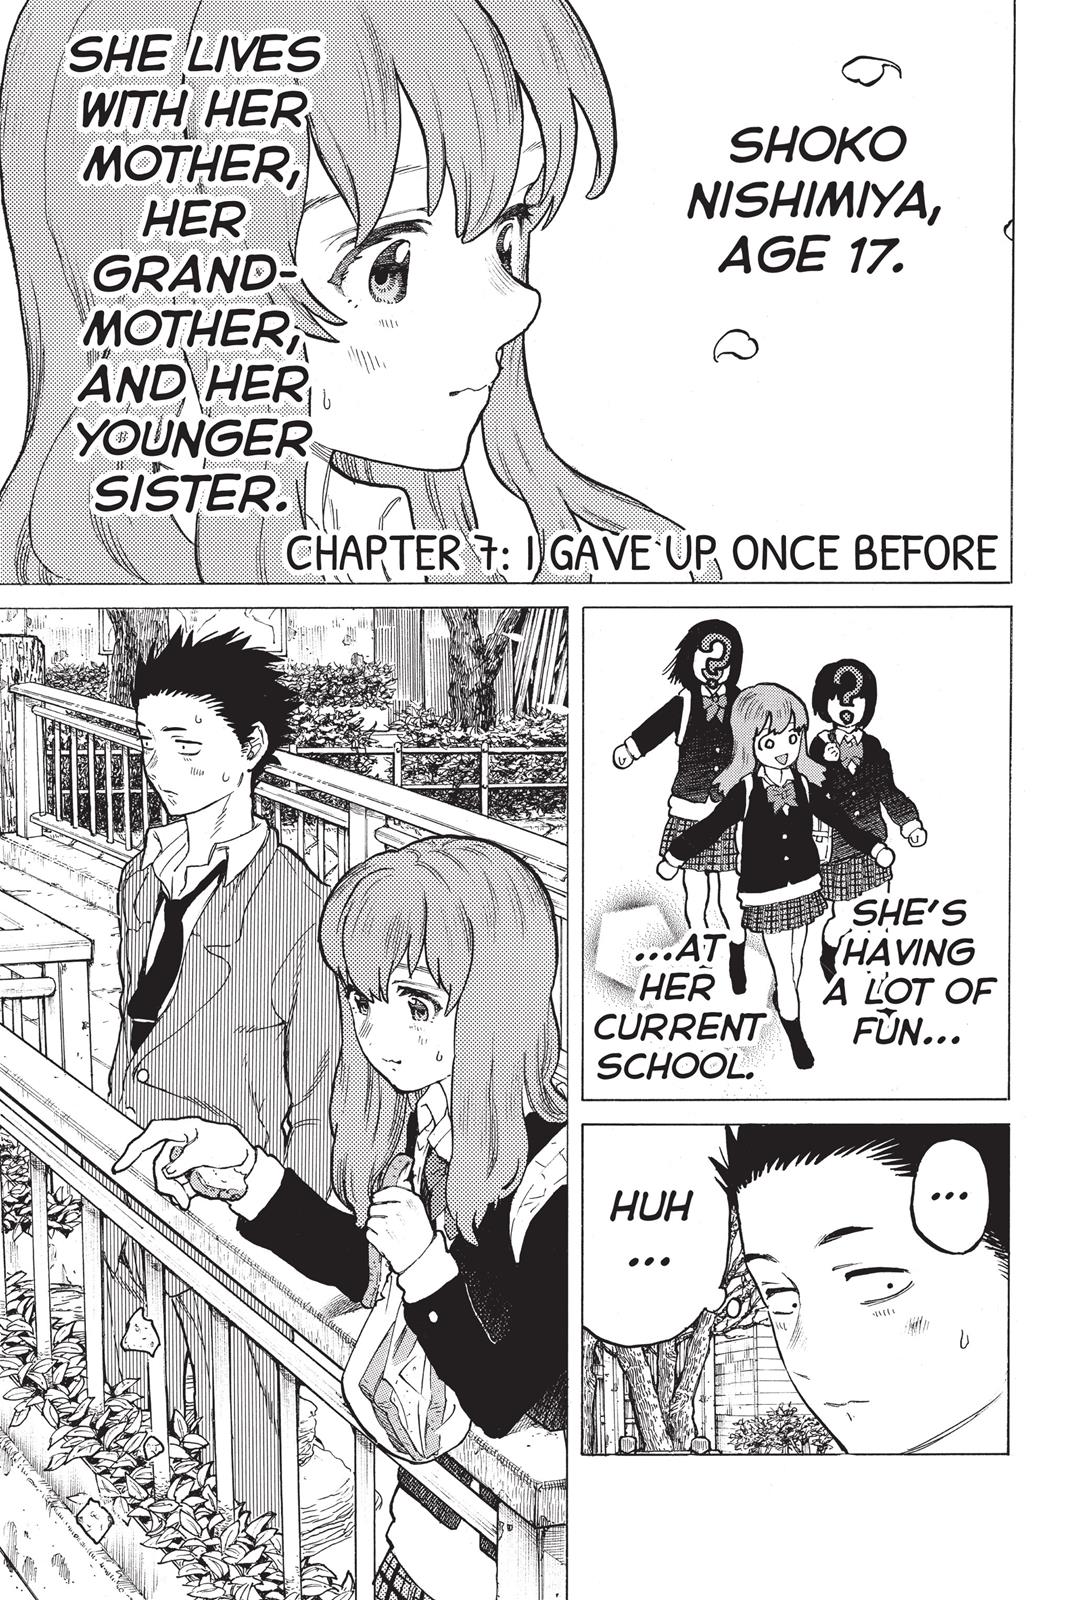 SHOKO
NISHIMIYA,
AGE 17.
SHE LIVES
WITH HER
MOTHER,
HER
GRAND-
MOTHER,
AND HER
YOUNGER
SISTER.
CHAPTER 7: I GAVE UP ONCE BEFORE
?
?
SHE'S
HAVING
A LOT OF
FUN...
...AT
HER
CURRENT
SCHOOL.
...
HUH
...